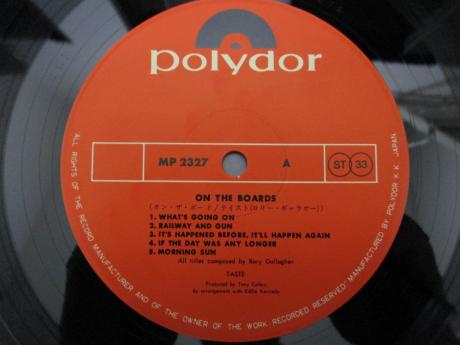 polydor
MP 2327 A ST 33
ON THE BOARDS
(オン・ザ・ボード/テイスト(ロリー・ギャラガー))
1. WHAT'S GOING ON
2. RAILWAY AND GUN
3. IT'S HAPPENED BEFORE, IT'LL HAPPEN AGAIN
4. IF THE DAY WAS ANY LONGER
5. MORNING SUN
All titles composed by Rory Gallagher
TASTE
Produced by Tony Colton,
by arrangement with Eddie Kennedy
ALL RIGHTS OF THE RECORD MANUFACTURER AND OF THE OWNER OF THE WORK RECORDED RESERVED· MANUFACTURED BY POLYDOR K.K. JAPAN